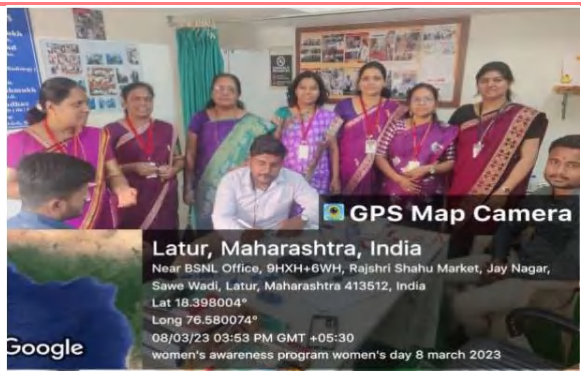 GPS Map Camera
Latur, Maharashtra, India
Near BSNL Office, 9HXH+6WH, Rajshri Shahu Market, Jay Nagar,
Sawe Wadi, Latur, Maharashtra 413512, India
Lat 18.398004°
Long 76.580074°
08/03/23 03:53 PM GMT +05:30
women's awareness program women's day 8 march 2023
Google